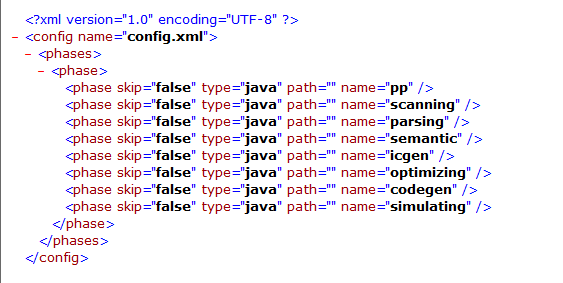 <?xml version="1.0" encoding="UTF-8" ?>
- <config name="config.xml">
- <phases>
- <phase>
<phase skip="false" type="java" path="" name="pp" />
<phase skip="false" type="java" path="" name="scanning" />
<phase skip="false" type="java" path="" name="parsing" />
<phase skip="false" type="java" path="" name="semantic" />
<phase skip="false" type="java" path="" name="icgen" />
<phase skip="false" type="java" path="" name="optimizing" />
<phase skip="false" type="java" path="" name="codegen" />
<phase skip="false" type="java" path="" name="simulating" />
</phase>
</phases>
</config>